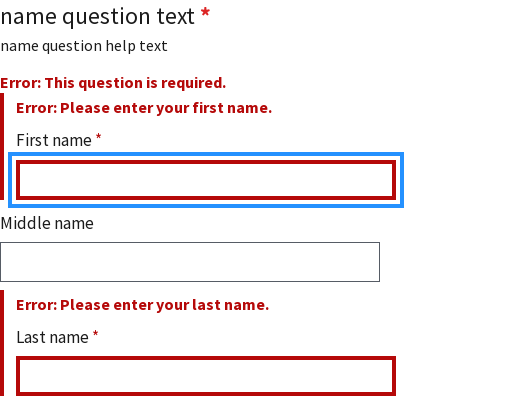 name question text *
name question help text
Error: This question is required.
Error: Please enter your first name.
First name *
Middle name
Error: Please enter your last name.
Last name *